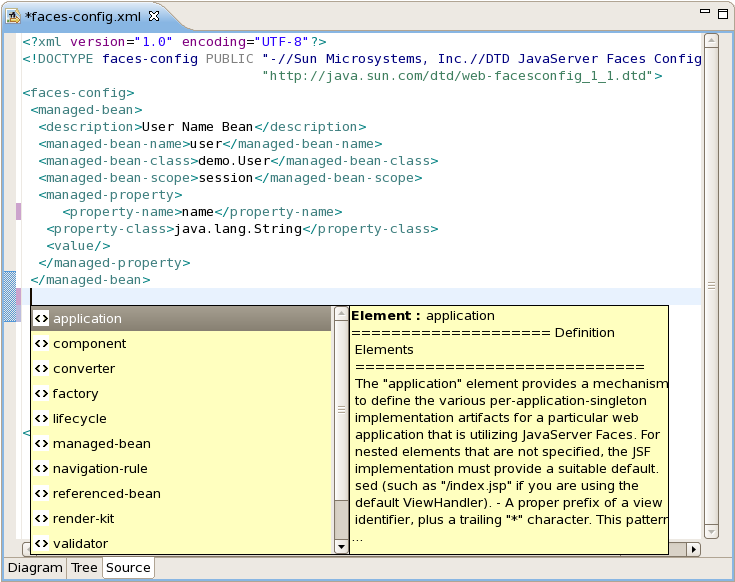 *faces-config.xml
<?xml version="1.0" encoding="UTF-8"?>
<!DOCTYPE faces-config PUBLIC "-//Sun Microsystems, Inc.//DTD JavaServer Faces Config
"http://java.sun.com/dtd/web-facesconfig_1_1.dtd">
<faces-config>
<managed-bean>
<description>User Name Bean</description>
<managed-bean-name>user</managed-bean-name>
<managed-bean-class>demo.User</managed-bean-class>
<managed-bean-scope>session</managed-bean-scope>
<managed-property>
<property-name>name</property-name>
<property-class>java.lang.String</property-class>
<value/>
</managed-property>
</managed-bean>
<
application
component
converter
factory
lifecycle
managed-bean
navigation-rule
referenced-bean
render-kit
validator
Element : application
==================== Definition
Elements
=============================
The "application" element provides a mechanism
to define the various per-application-singleton
implementation artifacts for a particular web
application that is utilizing JavaServer Faces. For
nested elements that are not specified, the JSF
implementation must provide a suitable default.
sed (such as "/index.jsp" if you are using the
default ViewHandler). - A proper prefix of a view
identifier, plus a trailing "*" character. This pattern
...
Diagram Tree Source